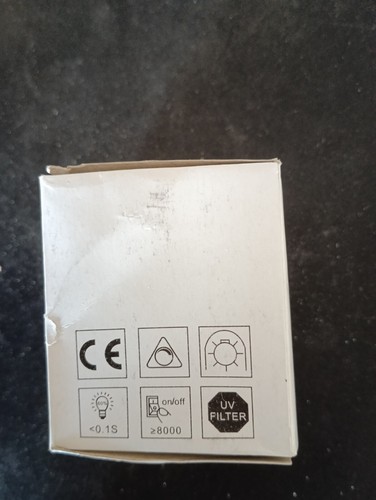 CE
<0.1S
on/off
≥8000
UV
FILTER